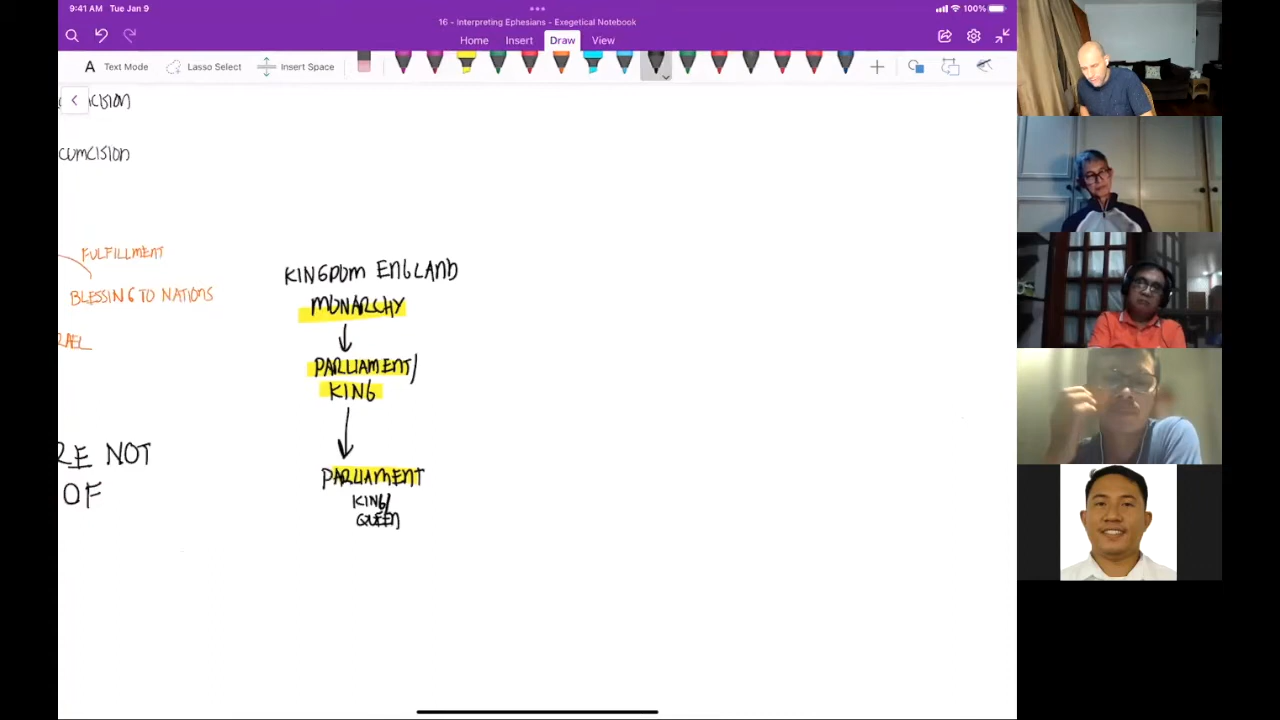 9:41 AM Tue Jan 9
100%
16 - Interpreting Ephesians - Exegetical Notebook
Home Insert Draw View
A Text Mode Lasso Select Insert Space
CISION
CUMCISION
FULFILLMENT
BLESSING TO NATIONS
RAEL
RE NOT
OF
KINGDOM ENGLAND
MONARCHY
PARLIAMENT/
KING
PARLIAMENT
KING/
QUEEN